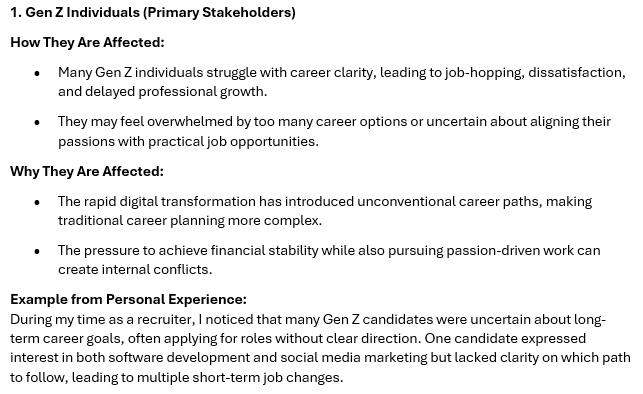 1. Gen Z Individuals (Primary Stakeholders)
How They Are Affected:
• Many Gen Z individuals struggle with career clarity, leading to job-hopping, dissatisfaction,
and delayed professional growth.
• They may feel overwhelmed by too many career options or uncertain about aligning their
passions with practical job opportunities.
Why They Are Affected:
• The rapid digital transformation has introduced unconventional career paths, making
traditional career planning more complex.
• The pressure to achieve financial stability while also pursuing passion-driven work can
create internal conflicts.
Example from Personal Experience:
During my time as a recruiter, I noticed that many Gen Z candidates were uncertain about long-
term career goals, often applying for roles without clear direction. One candidate expressed
interest in both software development and social media marketing but lacked clarity on which path
to follow, leading to multiple short-term job changes.